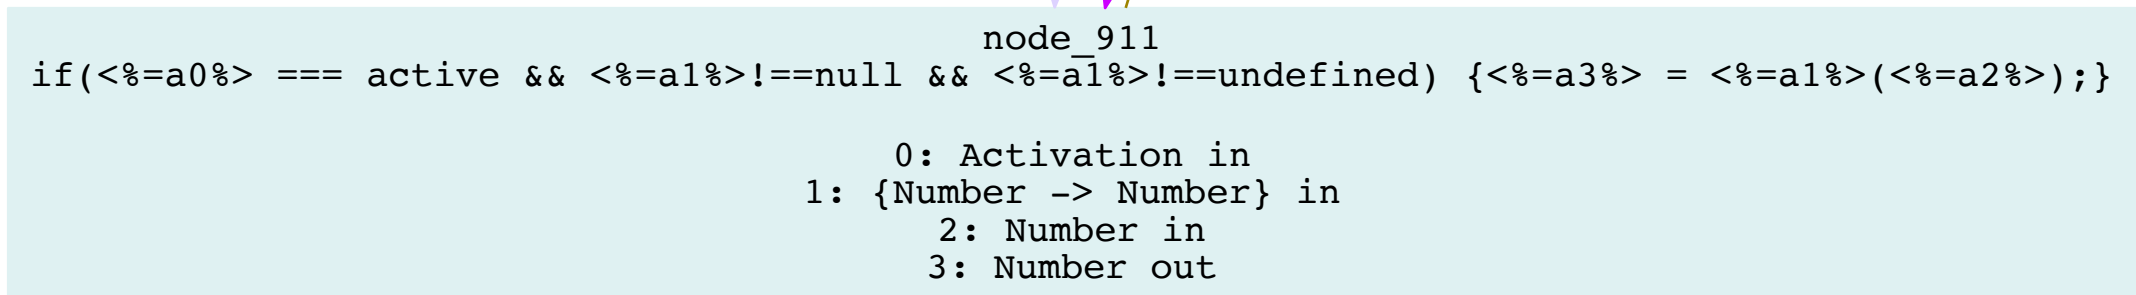 node_911
if(<%=a0%> === active && <%=a1%>!==null && <%=a1%>!==undefined) {<%=a3%> = <%=a1%>(<%=a2%>);}
0: Activation in
1: {Number -> Number} in
2: Number in
3: Number out